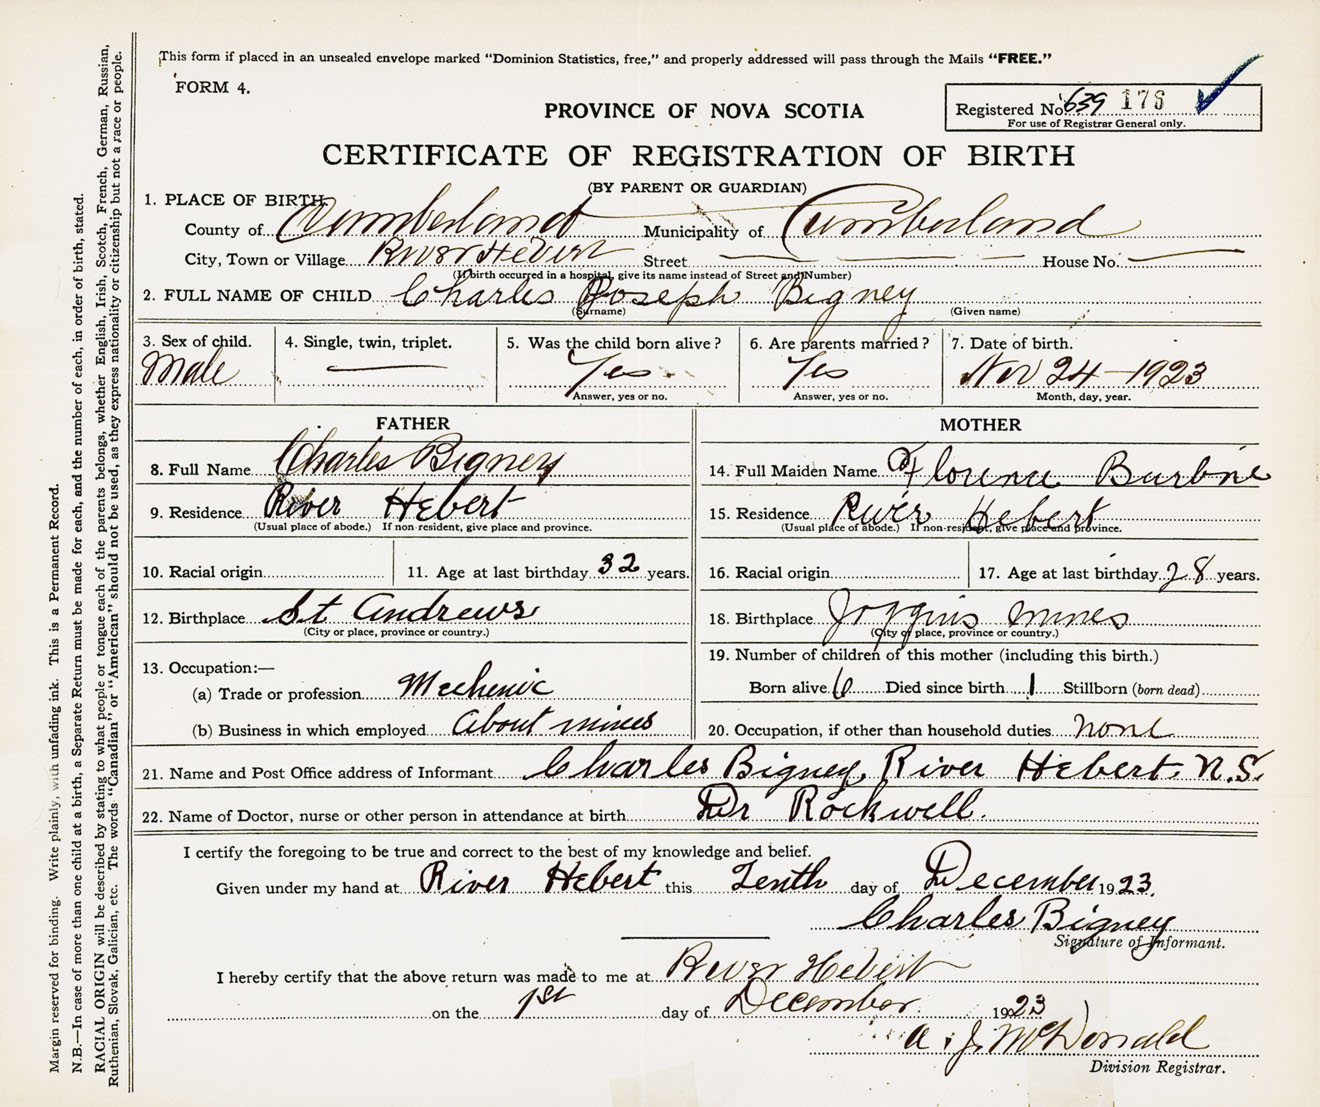 This form if placed in an unsealed envelope marked "Dominion Statistics, free," and properly addressed will pass through the Mails "FREE."
FORM 4.
Registered No. 639 178
For use of Registrar General only.
PROVINCE OF NOVA SCOTIA
CERTIFICATE OF REGISTRATION OF BIRTH
(BY PARENT OR GUARDIAN)
1. PLACE OF BIRTH
County of Cumberland Municipality of Cumberland
City, Town or Village River Hebert Street — House No. —
(If birth occurred in a hospital, give its name instead of Street and Number)
2. FULL NAME OF CHILD Charles Joseph Bigney
(Surname) (Given name)
3. Sex of child. 4. Single, twin, triplet. 5. Was the child born alive? 6. Are parents married? 7. Date of birth.
Male — Yes Yes Nov 24 - 1923
Answer, yes or no. Answer, yes or no. Month, day, year.
FATHER
8. Full Name Charles Bigney
9. Residence River Hebert
(Usual place of abode.) If non-resident, give place and province.
10. Racial origin 11. Age at last birthday 32 years.
12. Birthplace St Andrews
(City or place, province or country.)
13. Occupation:—
(a) Trade or profession Mechenic
(b) Business in which employed About mines
MOTHER
14. Full Maiden Name Florence Burbine
15. Residence River Hebert
(Usual place of abode.) If non-resident, give place and province.
16. Racial origin 17. Age at last birthday 28 years.
18. Birthplace Joggins mines
(City or place, province or country.)
19. Number of children of this mother (including this birth.)
Born alive 6 Died since birth 1 Stillborn (born dead)
20. Occupation, if other than household duties none
21. Name and Post Office address of Informant Charles Bigney, River Hebert. N.S.
22. Name of Doctor, nurse or other person in attendance at birth Dr Rockwell.
I certify the foregoing to be true and correct to the best of my knowledge and belief.
Given under my hand at River Hebert this Tenth day of December 1923.
Charles Bigney
Signature of Informant.
I hereby certify that the above return was made to me at River Hebert
on the 1st day of December 1923
A. J. McDonald
Division Registrar.
Margin reserved for binding. Write plainly, with unfading ink. This is a Permanent Record.
N.B.—In case of more than one child at a birth, a Separate Return must be made for each, and the number of each, in order of birth, stated.
RACIAL ORIGIN will be described by stating to what people or tongue each of the parents belongs, whether English, Irish, Scotch, French, German, Russian,
Ruthenian, Slovak, Galician, etc. The words "Canadian" or "American" should not be used, as they express nationality or citizenship but not a race or people.